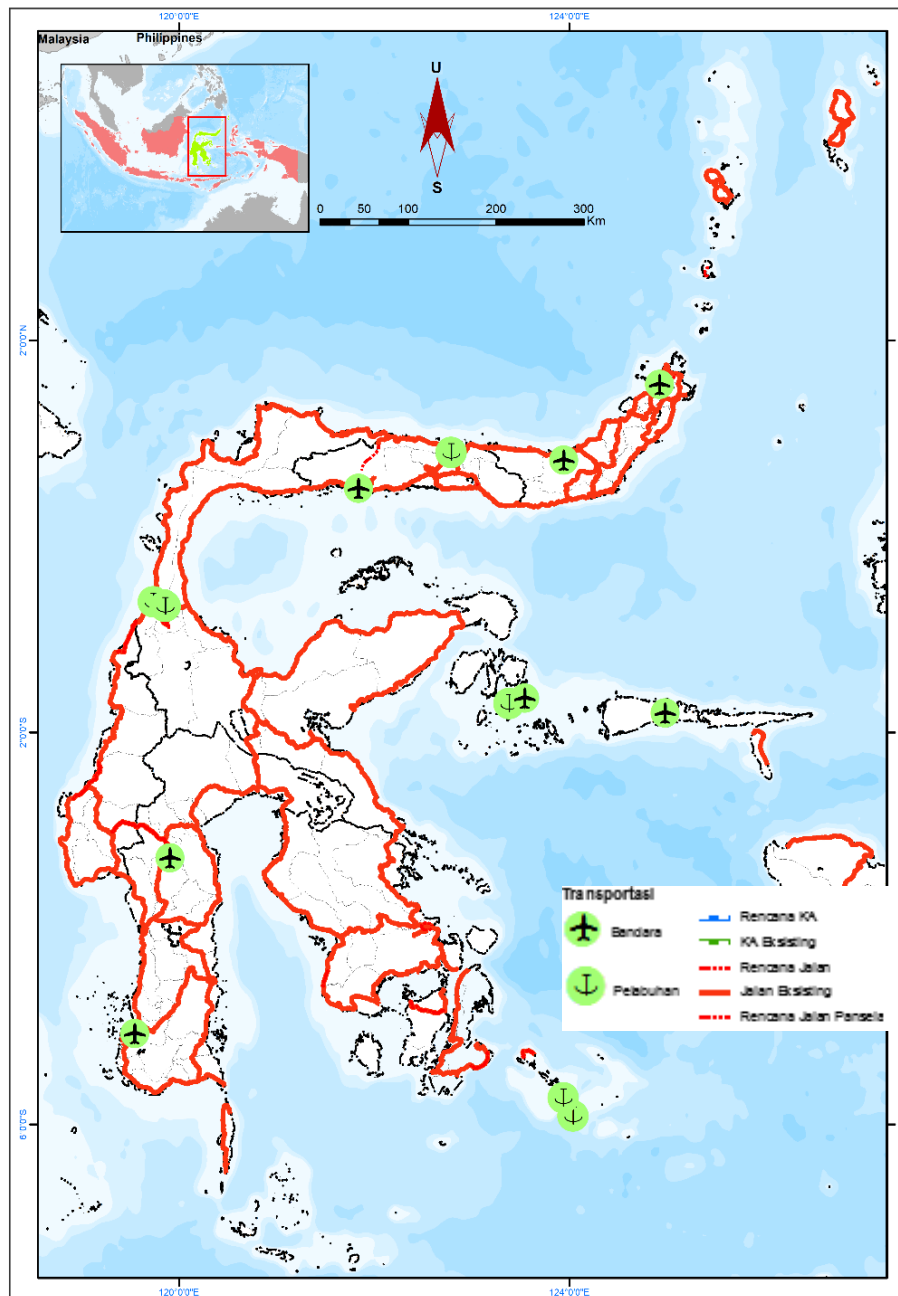 120°0'0"E
124°0'0"E
Malaysia
Philippines
U
S
0 50 100 200 300
Km
2°0'0"N
2°0'0"S
6°0'0"S
Transportasi
Bandara
Pelabuhan
Rencana KA
KA Eksisting
Rencana Jalan
Jalan Eksisting
Rencana Jalan Pansela
120°0'0"E
124°0'0"E